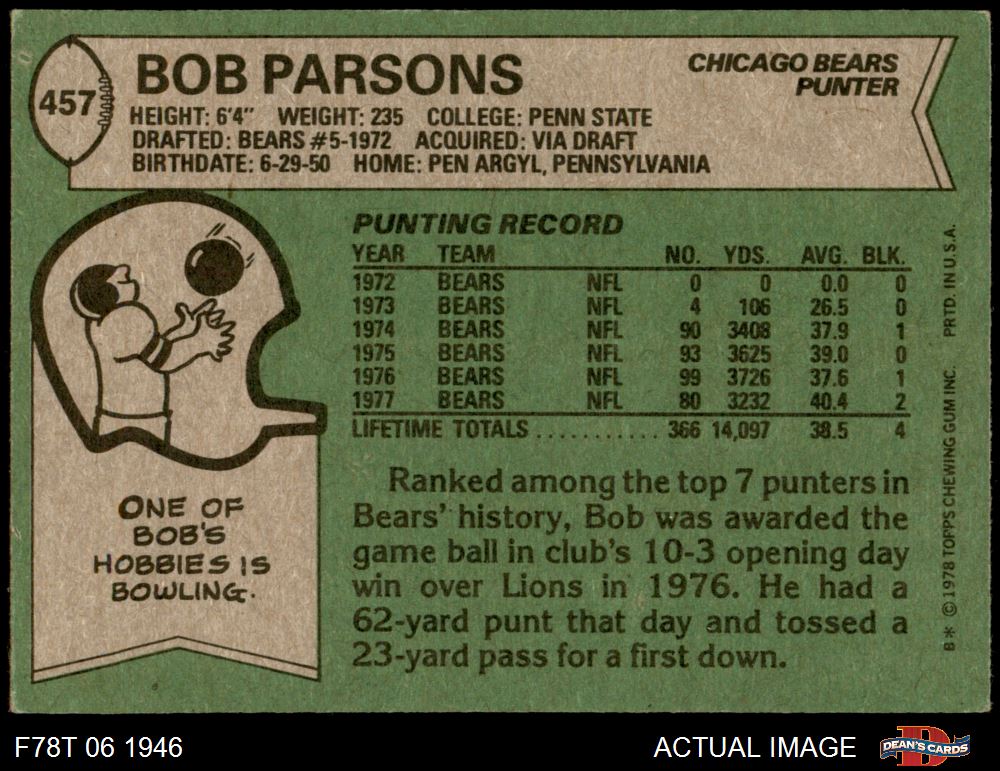 457
BOB PARSONS
CHICAGO BEARS
PUNTER
HEIGHT: 6'4" WEIGHT: 235 COLLEGE: PENN STATE
DRAFTED: BEARS #5-1972 ACQUIRED: VIA DRAFT
BIRTHDATE: 6-29-50 HOME: PEN ARGYL, PENNSYLVANIA
PUNTING RECORD
YEAR TEAM NO. YDS. AVG. BLK.
1972 BEARS NFL 0 0 0.0 0
1973 BEARS NFL 4 106 26.5 0
1974 BEARS NFL 90 3408 37.9 1
1975 BEARS NFL 93 3625 39.0 0
1976 BEARS NFL 99 3726 37.6 1
1977 BEARS NFL 80 3232 40.4 2
LIFETIME TOTALS .......... 366 14,097 38.5 4
ONE OF
BOB'S
HOBBIES IS
BOWLING.
Ranked among the top 7 punters in
Bears' history, Bob was awarded the
game ball in club's 10-3 opening day
win over Lions in 1976. He had a
62-yard punt that day and tossed a
23-yard pass for a first down.
B* © 1978 TOPPS CHEWING GUM INC. PRTD. IN U.S.A.
F78T 06 1946
ACTUAL IMAGE
DEAN'S CARDS